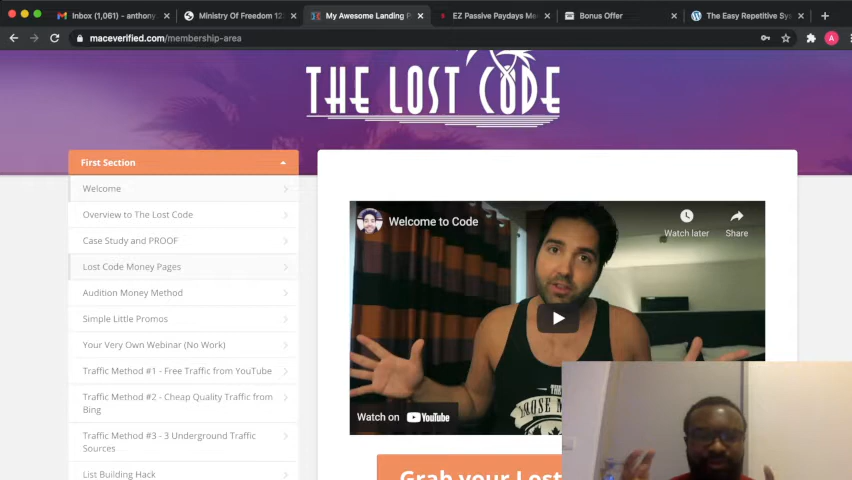 Inbox (1,061) - anthony
Ministry Of Freedom 12
My Awesome Landing P
EZ Passive Paydays Me
Bonus Offer
The Easy Repetitive Sy
maceverified.com/membership-area
A
THE LOST CODE
First Section
Welcome
Overview to The Lost Code
Case Study and PROOF
Lost Code Money Pages
Audition Money Method
Simple Little Promos
Your Very Own Webinar (No Work)
Traffic Method #1 - Free Traffic from YouTube
Traffic Method #2 - Cheap Quality Traffic from
Bing
Traffic Method #3 - 3 Underground Traffic
Sources
List Building Hack
Welcome to Code
Watch later
Share
Watch on YouTube
Grab your Lost